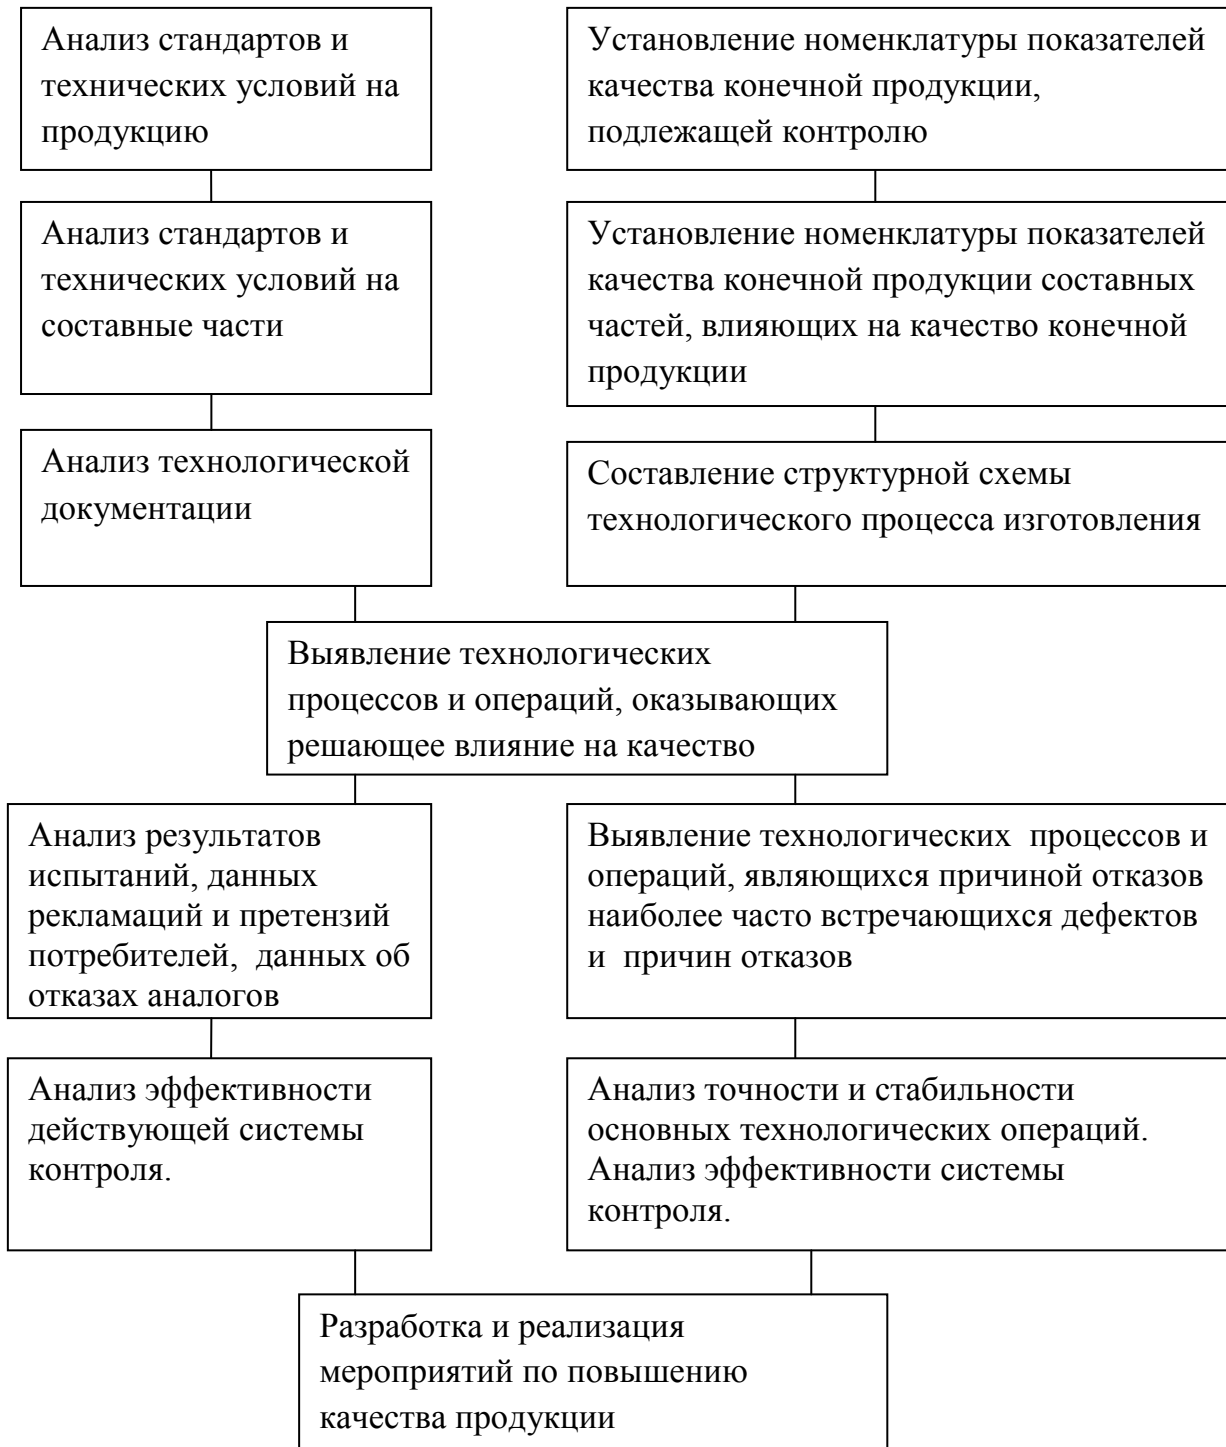 Анализ стандартов и
технических условий на
продукцию
Установление номенклатуры показателей
качества конечной продукции,
подлежащей контролю
Анализ стандартов и
технических условий на
составные части
Установление номенклатуры показателей
качества конечной продукции составных
частей, влияющих на качество конечной
продукции
Анализ технологической
документации
Составление структурной схемы
технологического процесса изготовления
Выявление технологических
процессов и операций, оказывающих
решающее влияние на качество
Анализ результатов
испытаний, данных
рекламаций и претензий
потребителей, данных об
отказах аналогов
Выявление технологических процессов и
операций, являющихся причиной отказов
наиболее часто встречающихся дефектов
и причин отказов
Анализ эффективности
действующей системы
контроля.
Анализ точности и стабильности
основных технологических операций.
Анализ эффективности системы
контроля.
Разработка и реализация
мероприятий по повышению
качества продукции